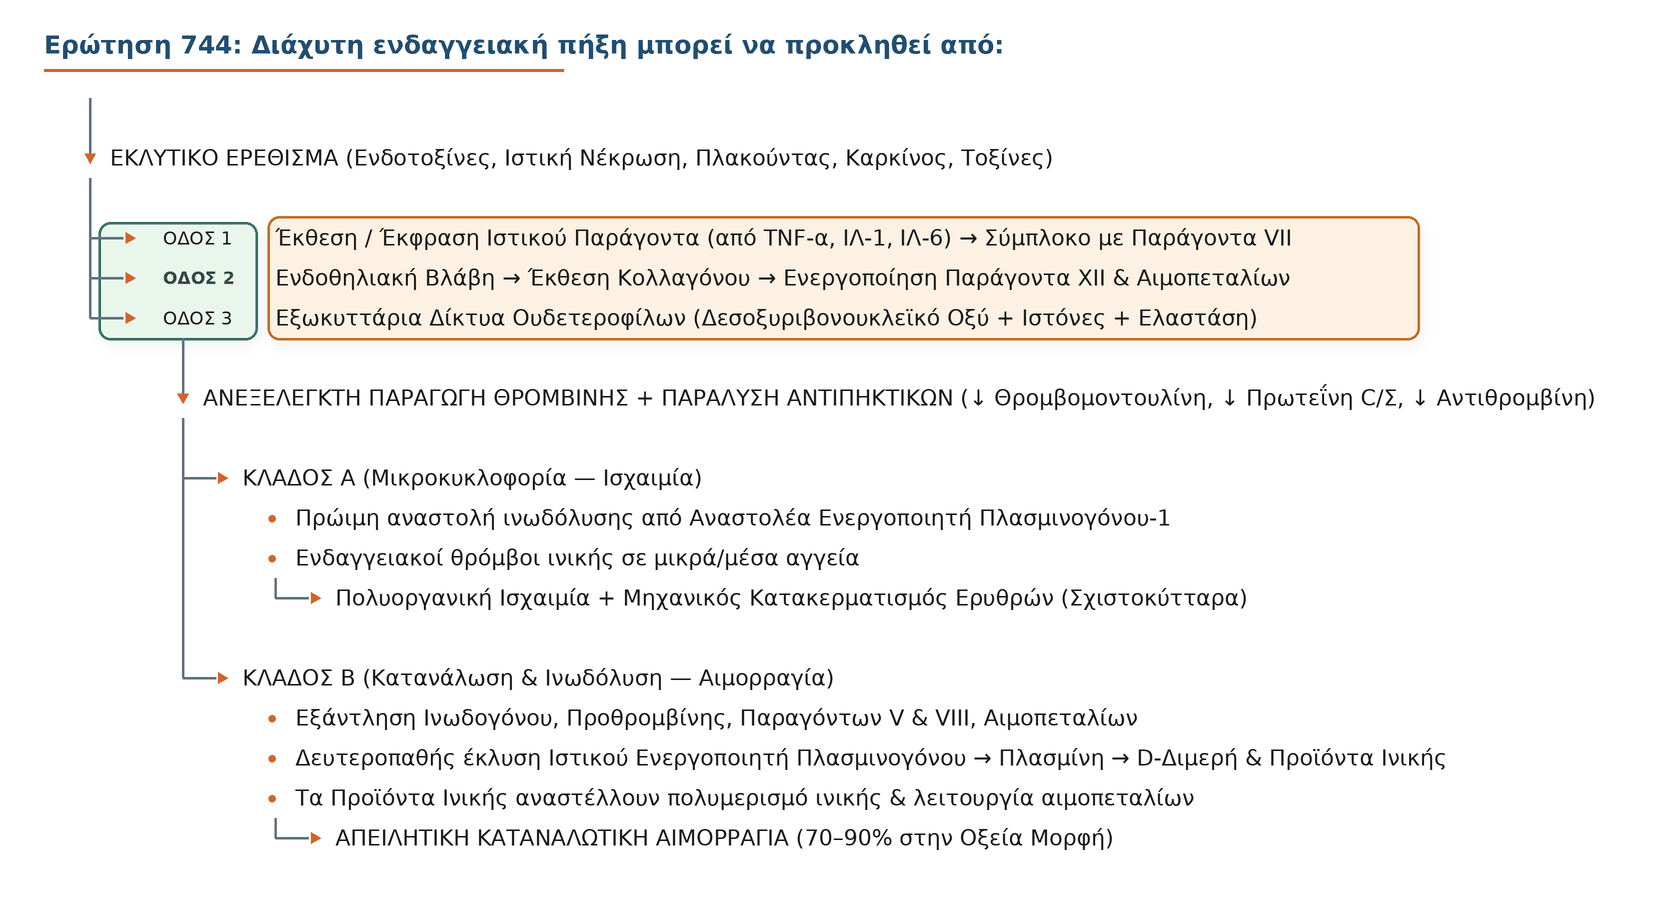 Ερώτηση 744: Διάχυτη ενδαγγειακή πήξη μπορεί να προκληθεί από:
ΕΚΛΥΤΙΚΟ ΕΡΕΘΙΣΜΑ (Ενδοτοξίνες, Ιστική Νέκρωση, Πλακούντας, Καρκίνος, Τοξίνες)
ΟΔΟΣ 1 Έκθεση / Έκφραση Ιστικού Παράγοντα (από TNF-α, ΙΛ-1, ΙΛ-6) → Σύμπλοκο με Παράγοντα VII
ΟΔΟΣ 2 Ενδοθηλιακή Βλάβη → Έκθεση Κολλαγόνου → Ενεργοποίηση Παράγοντα XII & Αιμοπεταλίων
ΟΔΟΣ 3 Εξωκυττάρια Δίκτυα Ουδετεροφίλων (Δεσοξυριβονουκλεϊκό Οξύ + Ιστόνες + Ελαστάση)
ΑΝΕΞΕΛΕΓΚΤΗ ΠΑΡΑΓΩΓΗ ΘΡΟΜΒΙΝΗΣ + ΠΑΡΑΛΥΣΗ ΑΝΤΙΠΗΚΤΙΚΩΝ (↓ Θρομβομοντουλίνη, ↓ Πρωτεΐνη C/Σ, ↓ Αντιθρομβίνη)
ΚΛΑΔΟΣ Α (Μικροκυκλοφορία — Ισχαιμία)
• Πρώιμη αναστολή ινωδόλυσης από Αναστολέα Ενεργοποιητή Πλασμινογόνου-1
• Ενδαγγειακοί θρόμβοι ινικής σε μικρά/μέσα αγγεία
Πολυοργανική Ισχαιμία + Μηχανικός Κατακερματισμός Ερυθρών (Σχιστοκύτταρα)
ΚΛΑΔΟΣ Β (Κατανάλωση & Ινωδόλυση — Αιμορραγία)
• Εξάντληση Ινωδογόνου, Προθρομβίνης, Παραγόντων V & VIII, Αιμοπεταλίων
• Δευτεροπαθής έκλυση Ιστικού Ενεργοποιητή Πλασμινογόνου → Πλασμίνη → D-Διμερή & Προϊόντα Ινικής
• Τα Προϊόντα Ινικής αναστέλλουν πολυμερισμό ινικής & λειτουργία αιμοπεταλίων
ΑΠΕΙΛΗΤΙΚΗ ΚΑΤΑΝΑΛΩΤΙΚΗ ΑΙΜΟΡΡΑΓΙΑ (70–90% στην Οξεία Μορφή)